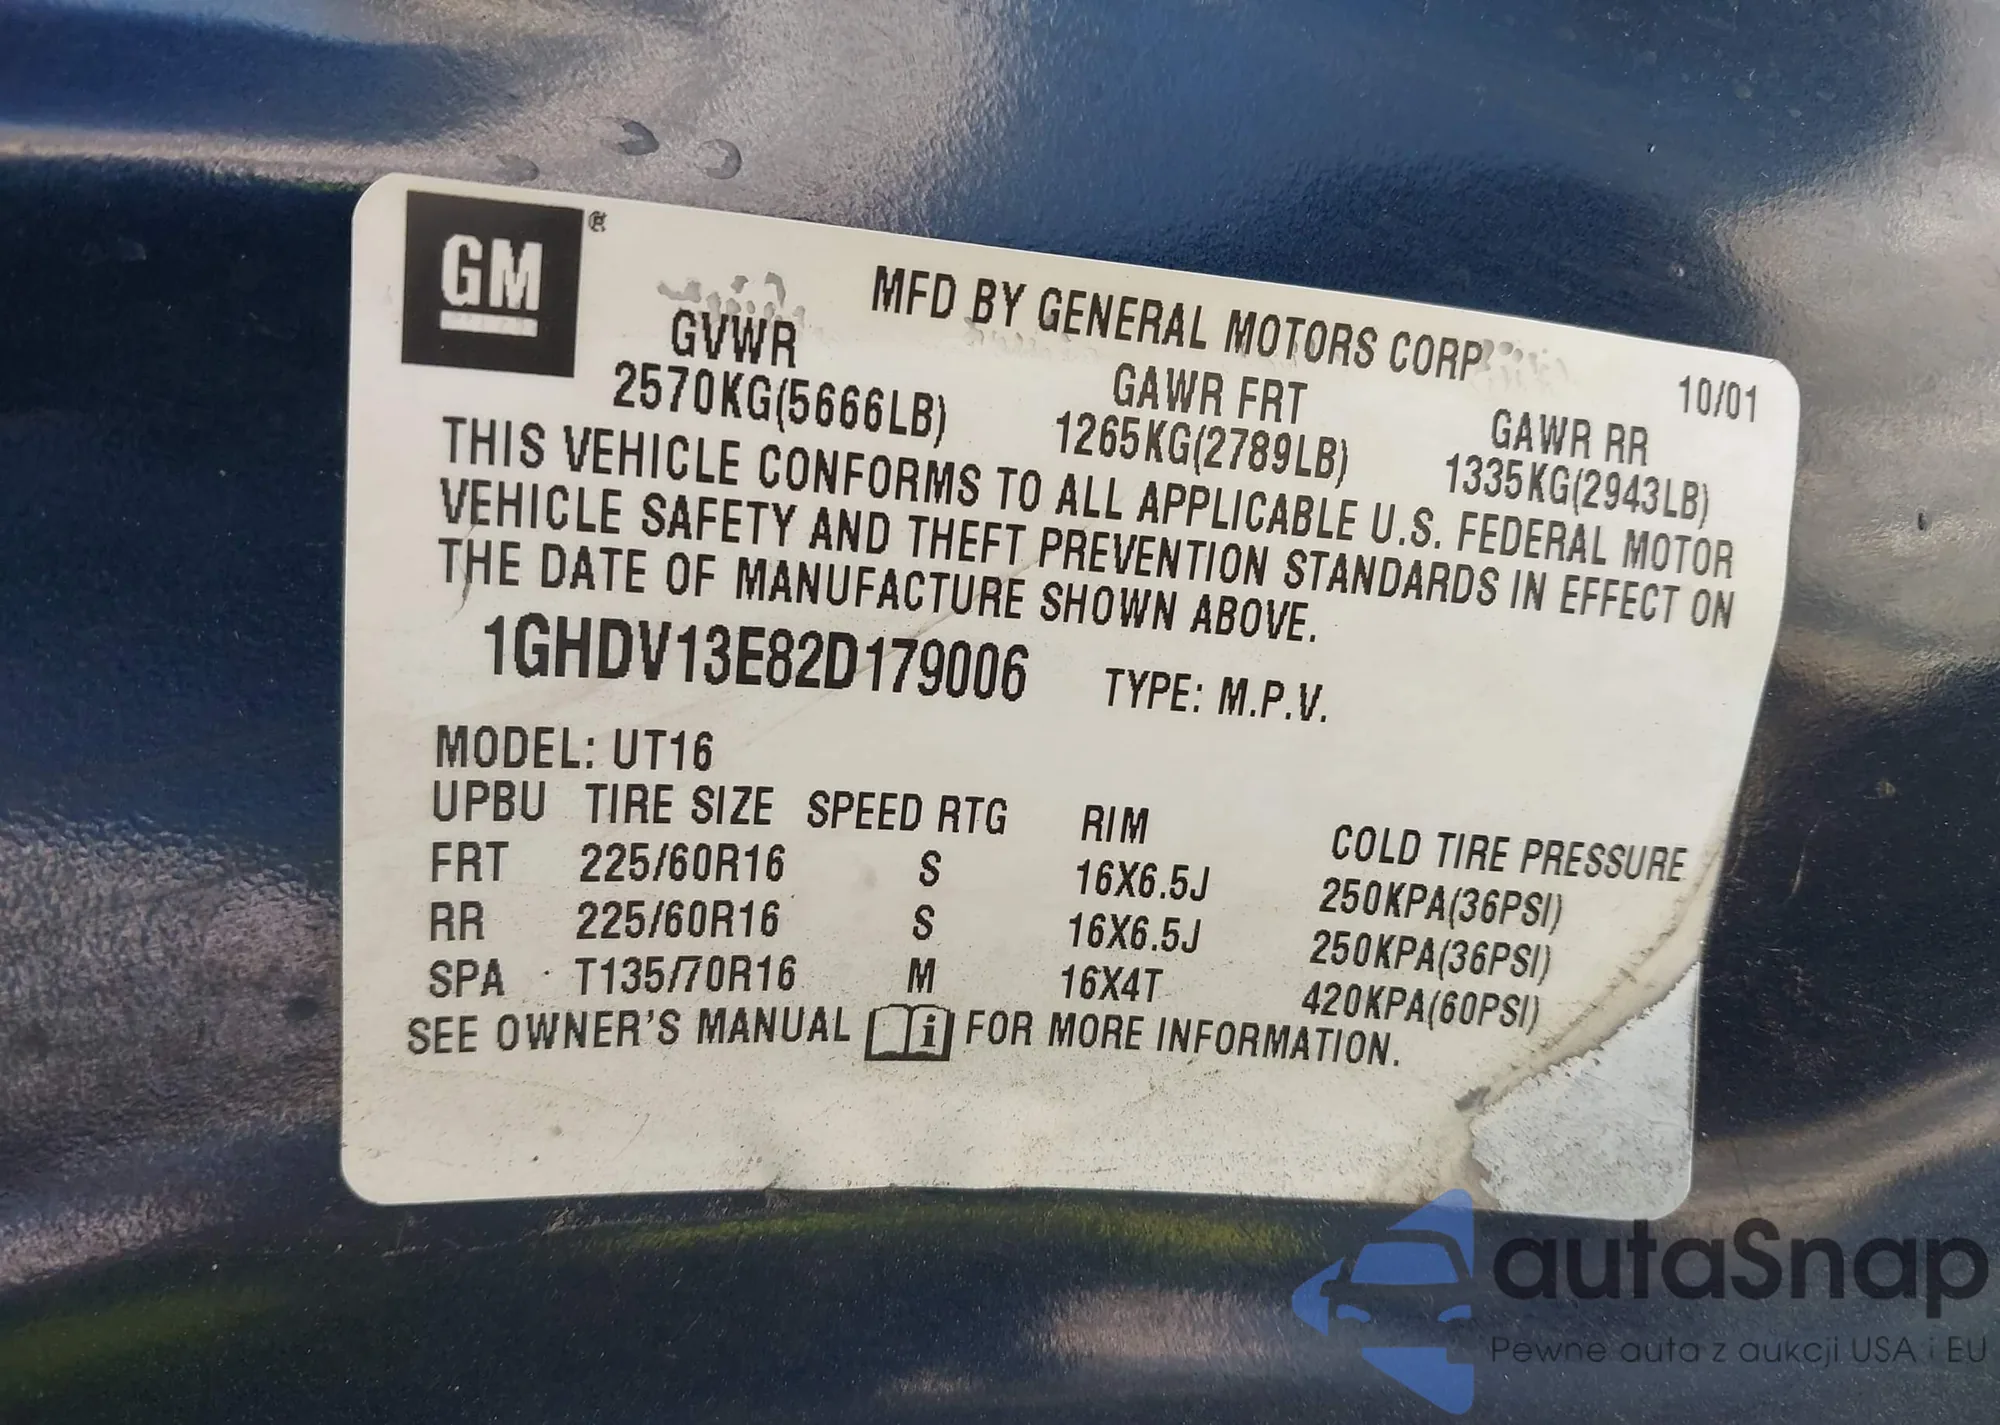 GM ®
MFD BY GENERAL MOTORS CORP 10/01
GVWR GAWR FRT GAWR RR
2570KG(5666LB) 1265KG(2789LB) 1335KG(2943LB)
THIS VEHICLE CONFORMS TO ALL APPLICABLE U.S. FEDERAL MOTOR
VEHICLE SAFETY AND THEFT PREVENTION STANDARDS IN EFFECT ON
THE DATE OF MANUFACTURE SHOWN ABOVE.
1GHDV13E82D179006 TYPE: M.P.V.
MODEL: UT16
UPBU TIRE SIZE SPEED RTG RIM COLD TIRE PRESSURE
FRT 225/60R16 S 16X6.5J 250KPA(36PSI)
RR 225/60R16 S 16X6.5J 250KPA(36PSI)
SPA T135/70R16 M 16X4T 420KPA(60PSI)
SEE OWNER'S MANUAL i FOR MORE INFORMATION.
autaSnap
Pewne auta z aukcji USA i EU